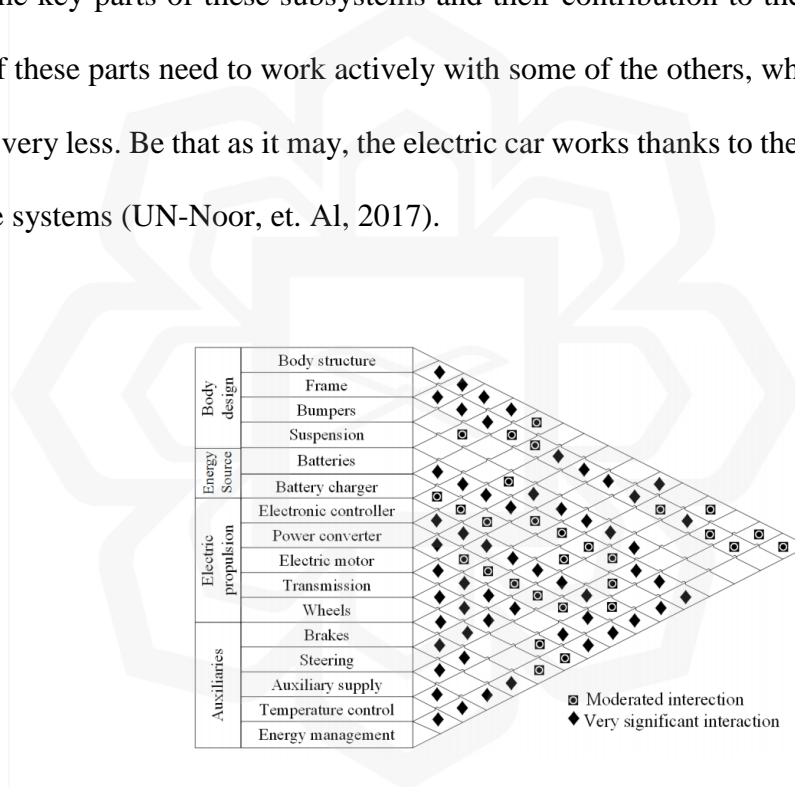 he key parts of these subsystems and their contribution to the
f these parts need to work actively with some of the others, wh
very less. Be that as it may, the electric car works thanks to the
e systems (UN-Noor, et. Al, 2017).
Body design
Body structure
Frame
Bumpers
Suspension
Energy Source
Batteries
Battery charger
Electric propulsion
Electronic controller
Power converter
Electric motor
Transmission
Wheels
Auxiliaries
Brakes
Steering
Auxiliary supply
Temperature control
Energy management
Moderated interection
Very significant interaction